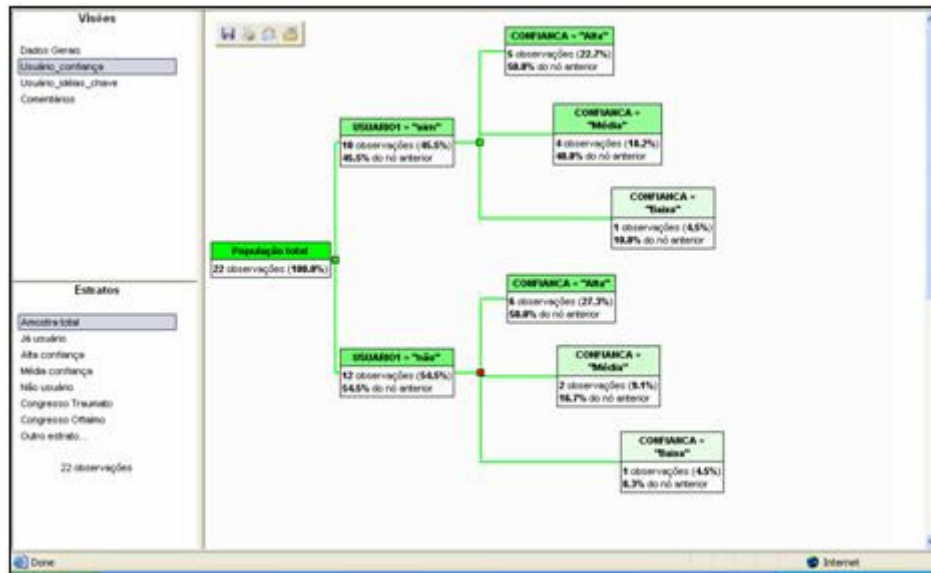 Visões
Dados Gerais
Usuário_confiança
Usuário_idéias_chave
Comentários
Estratos
Amostra total
Já usuário
Alta confiança
Média confiança
Não usuário
Congresso Traumato
Congresso Oftalmo
Outro estrato...
22 observações
População total
22 observações (100.0%)
USUARIO1 = "sim"
10 observações (45.5%)
45.5% do nó anterior
CONFIANCA = "Alta"
5 observações (22.7%)
50.0% do nó anterior
CONFIANCA =
"Média"
4 observações (18.2%)
40.0% do nó anterior
CONFIANCA =
"Baixa"
1 observações (4.5%)
10.0% do nó anterior
USUARIO1 = "não"
12 observações (54.5%)
54.5% do nó anterior
CONFIANCA = "Alta"
6 observações (27.3%)
50.0% do nó anterior
CONFIANCA =
"Média"
2 observações (9.1%)
16.7% do nó anterior
CONFIANCA =
"Baixa"
1 observações (4.5%)
8.3% do nó anterior
Done
Internet